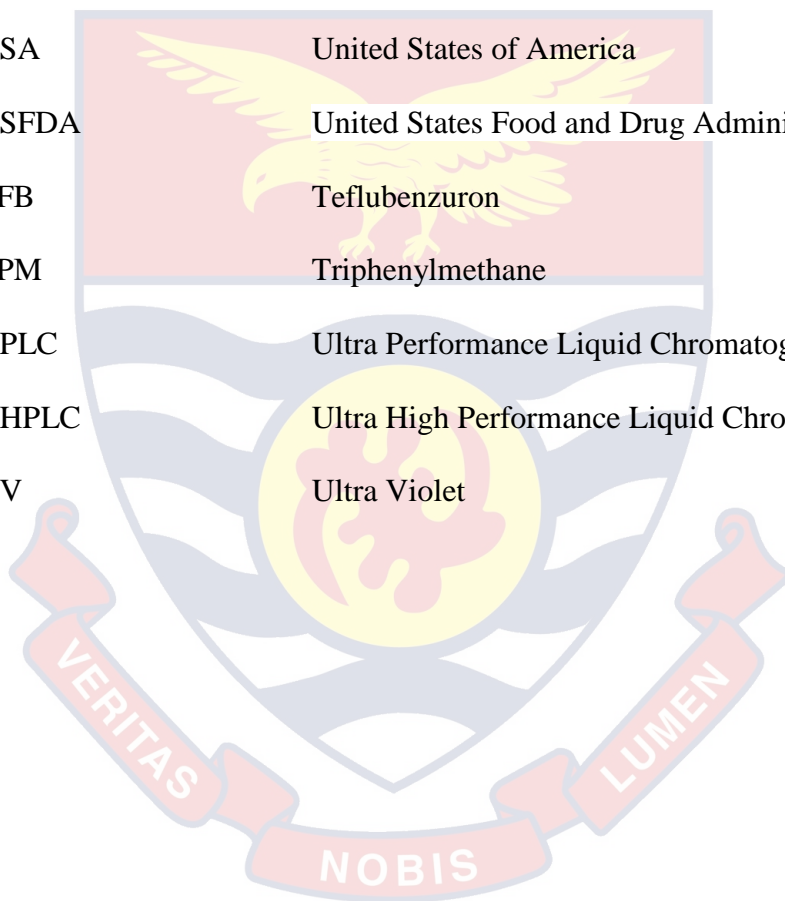 SA United States of America
SFDA United States Food and Drug Admini
FB Teflubenzuron
PM Triphenylmethane
PLC Ultra Performance Liquid Chromatog
HPLC Ultra High Performance Liquid Chro
V Ultra Violet
VERITAS NOBIS LUMEN